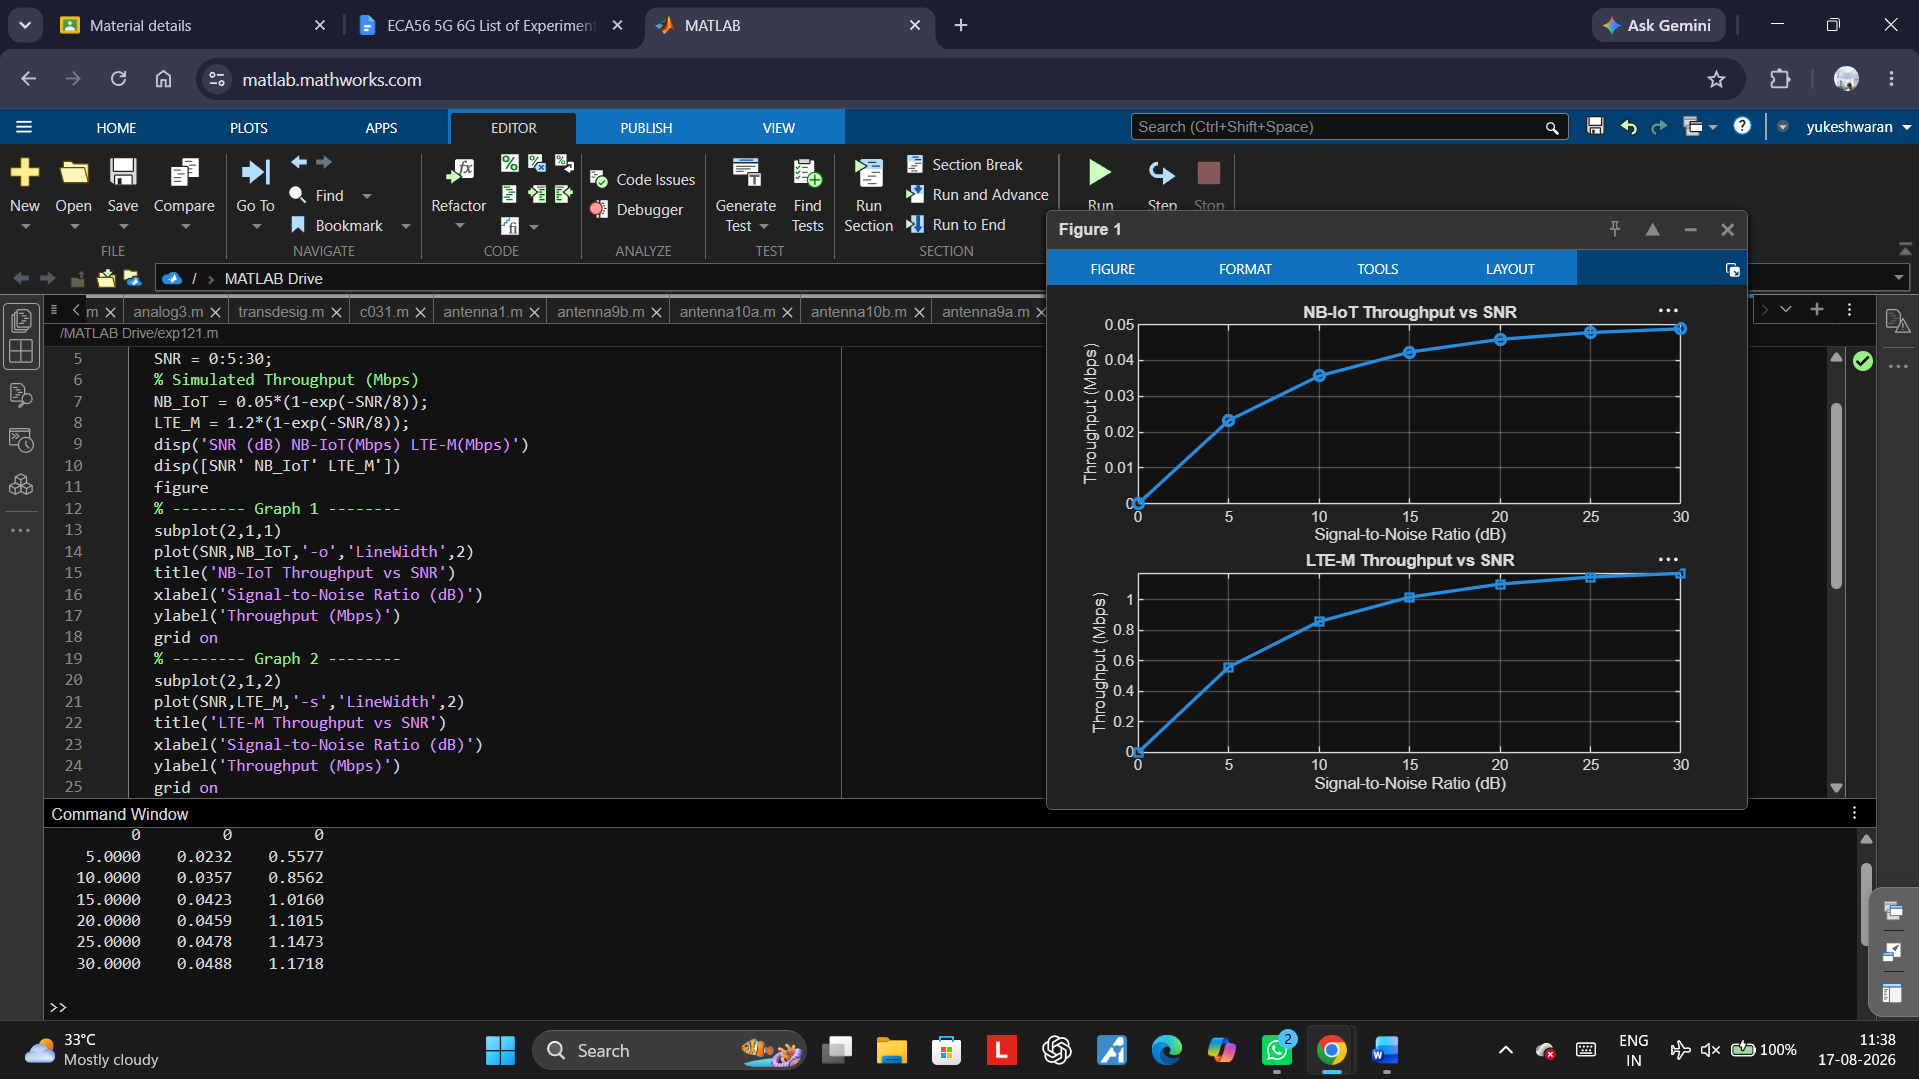 Material details
ECA56 5G 6G List of Experiment
MATLAB
Ask Gemini
matlab.mathworks.com
HOME
PLOTS
APPS
EDITOR
PUBLISH
VIEW
Search (Ctrl+Shift+Space)
yukeshwaran
New
Open
Save
Compare
Go To
Find
Bookmark
Refactor
Code Issues
Debugger
Generate
Test
Find
Tests
Run
Section
Section Break
Run and Advance
Run to End
Run
Step
Stop
FILE
NAVIGATE
CODE
ANALYZE
TEST
SECTION
/ › MATLAB Drive
m
analog3.m
transdesig.m
c031.m
antenna1.m
antenna9b.m
antenna10a.m
antenna10b.m
antenna9a.m
/MATLAB Drive/exp121.m
5 SNR = 0:5:30;
6 % Simulated Throughput (Mbps)
7 NB_IoT = 0.05*(1-exp(-SNR/8));
8 LTE_M = 1.2*(1-exp(-SNR/8));
9 disp('SNR (dB) NB-IoT(Mbps) LTE-M(Mbps)')
10 disp([SNR' NB_IoT' LTE_M'])
11 figure
12 % -------- Graph 1 --------
13 subplot(2,1,1)
14 plot(SNR,NB_IoT,'-o','LineWidth',2)
15 title('NB-IoT Throughput vs SNR')
16 xlabel('Signal-to-Noise Ratio (dB)')
17 ylabel('Throughput (Mbps)')
18 grid on
19 % -------- Graph 2 --------
20 subplot(2,1,2)
21 plot(SNR,LTE_M,'-s','LineWidth',2)
22 title('LTE-M Throughput vs SNR')
23 xlabel('Signal-to-Noise Ratio (dB)')
24 ylabel('Throughput (Mbps)')
25 grid on
Figure 1
FIGURE
FORMAT
TOOLS
LAYOUT
NB-IoT Throughput vs SNR
Throughput (Mbps)
0.05
0.04
0.03
0.02
0.01
0
0 5 10 15 20 25 30
Signal-to-Noise Ratio (dB)
LTE-M Throughput vs SNR
Throughput (Mbps)
1
0.8
0.6
0.4
0.2
0
0 5 10 15 20 25 30
Signal-to-Noise Ratio (dB)
Command Window
0 0 0
5.0000 0.0232 0.5577
10.0000 0.0357 0.8562
15.0000 0.0423 1.0160
20.0000 0.0459 1.1015
25.0000 0.0478 1.1473
30.0000 0.0488 1.1718
>>
33°C
Mostly cloudy
Search
2
ENG
IN
100%
11:38
17-08-2026